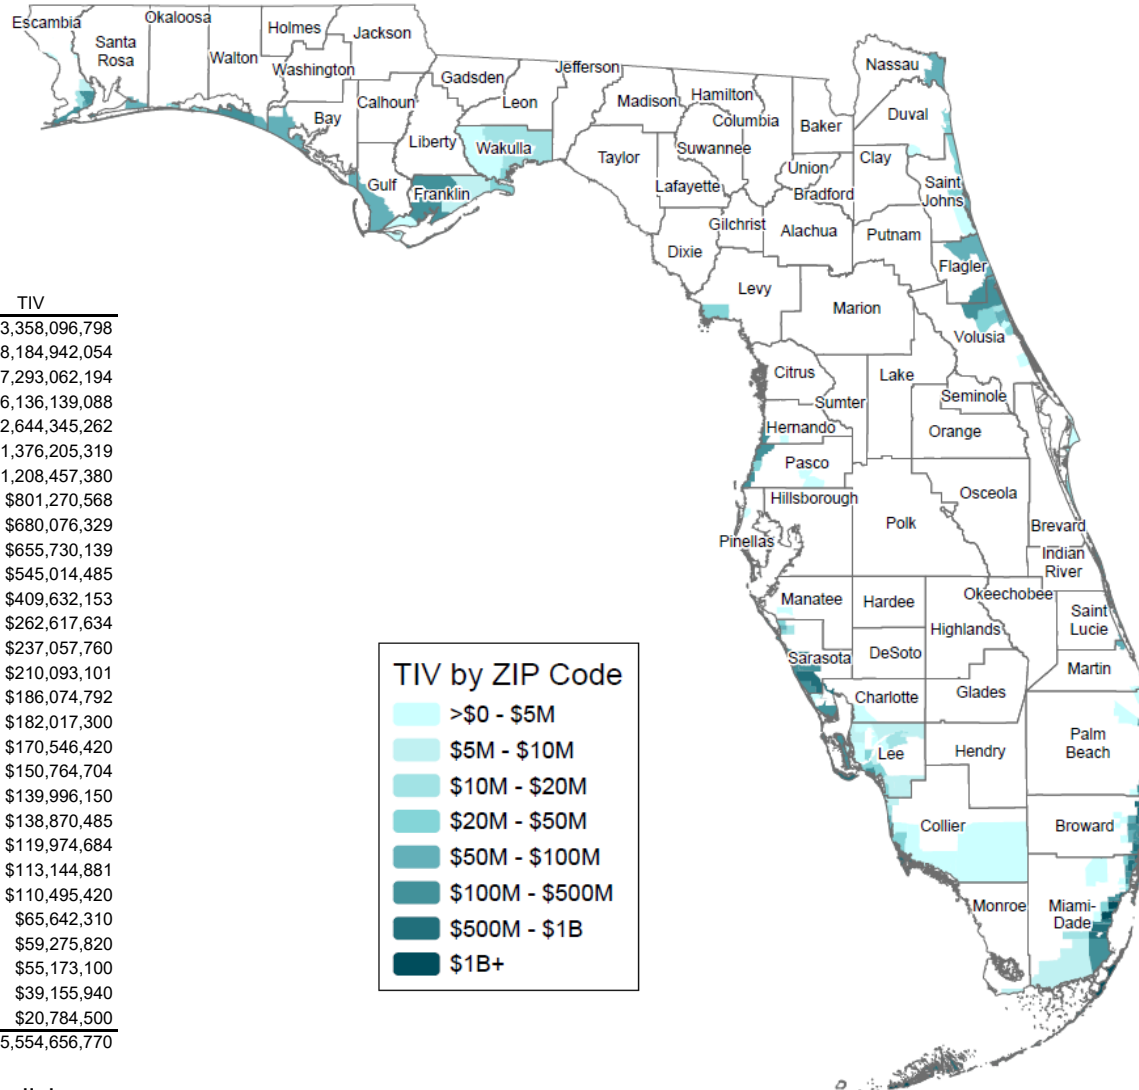 TIV
3,358,096,798
8,184,942,054
7,293,062,194
6,136,139,088
2,644,345,262
1,376,205,319
1,208,457,380
$801,270,568
$680,076,329
$655,730,139
$545,014,485
$409,632,153
$262,617,634
$237,057,760
$210,093,101
$186,074,792
$182,017,300
$170,546,420
$150,764,704
$139,996,150
$138,870,485
$119,974,684
$113,144,881
$110,495,420
$65,642,310
$59,275,820
$55,173,100
$39,155,940
$20,784,500
5,554,656,770
TIV by ZIP Code
>$0 - $5M
$5M - $10M
$10M - $20M
$20M - $50M
$50M - $100M
$100M - $500M
$500M - $1B
$1B+
Escambia
Santa
Rosa
Okaloosa
Walton
Holmes
Washington
Jackson
Bay
Calhoun
Gulf
Liberty
Gadsden
Franklin
Leon
Wakulla
Jefferson
Madison
Taylor
Hamilton
Suwannee
Lafayette
Columbia
Dixie
Gilchrist
Baker
Union
Bradford
Alachua
Levy
Nassau
Duval
Clay
Saint
Johns
Putnam
Flagler
Marion
Volusia
Citrus
Sumter
Lake
Seminole
Hernando
Orange
Pasco
Hillsborough
Pinellas
Polk
Osceola
Brevard
Indian
River
Manatee
Hardee
Highlands
Okeechobee
Saint
Lucie
Sarasota
DeSoto
Martin
Charlotte
Glades
Lee
Hendry
Palm
Beach
Collier
Broward
Monroe
Miami-
Dade